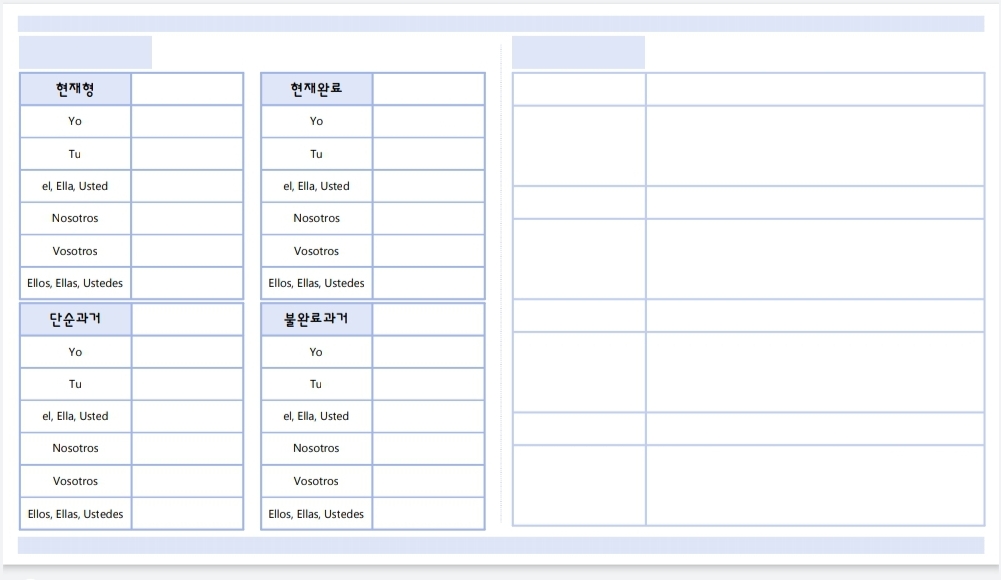 현재형
Yo
Tu
el, Ella, Usted
Nosotros
Vosotros
Ellos, Ellas, Ustedes
현재완료
Yo
Tu
el, Ella, Usted
Nosotros
Vosotros
Ellos, Ellas, Ustedes
단순과거
Yo
Tu
el, Ella, Usted
Nosotros
Vosotros
Ellos, Ellas, Ustedes
불완료과거
Yo
Tu
el, Ella, Usted
Nosotros
Vosotros
Ellos, Ellas, Ustedes